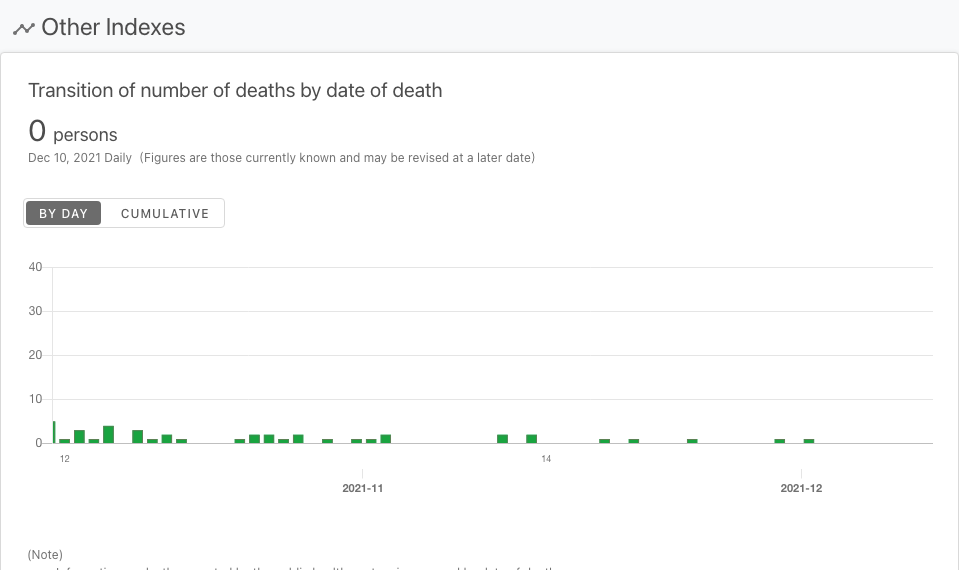 Other Indexes
Transition of number of deaths by date of death
0 persons
Dec 10, 2021 Daily (Figures are those currently known and may be revised at a later date)
BY DAY CUMULATIVE
40
30
20
10
0
12 14
2021-11 2021-12
(Note)